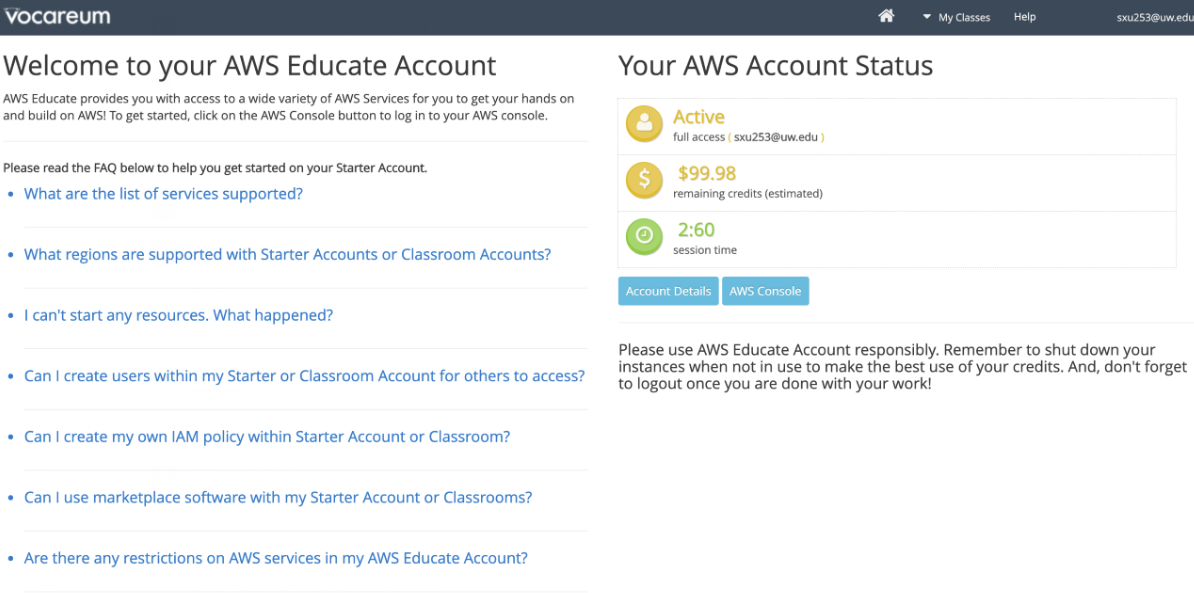 Vocareum
My Classes
Help
sxu253@uw.edu
Welcome to your AWS Educate Account
AWS Educate provides you with access to a wide variety of AWS Services for you to get your hands on
and build on AWS! To get started, click on the AWS Console button to log in to your AWS console.
Please read the FAQ below to help you get started on your Starter Account.
• What are the list of services supported?
• What regions are supported with Starter Accounts or Classroom Accounts?
• I can't start any resources. What happened?
• Can I create users within my Starter or Classroom Account for others to access?
• Can I create my own IAM policy within Starter Account or Classroom?
• Can I use marketplace software with my Starter Account or Classrooms?
• Are there any restrictions on AWS services in my AWS Educate Account?
Your AWS Account Status
Active
full access ( sxu253@uw.edu )
$
$99.98
remaining credits (estimated)
2:60
session time
Account Details
AWS Console
Please use AWS Educate Account responsibly. Remember to shut down your
instances when not in use to make the best use of your credits. And, don't forget
to logout once you are done with your work!